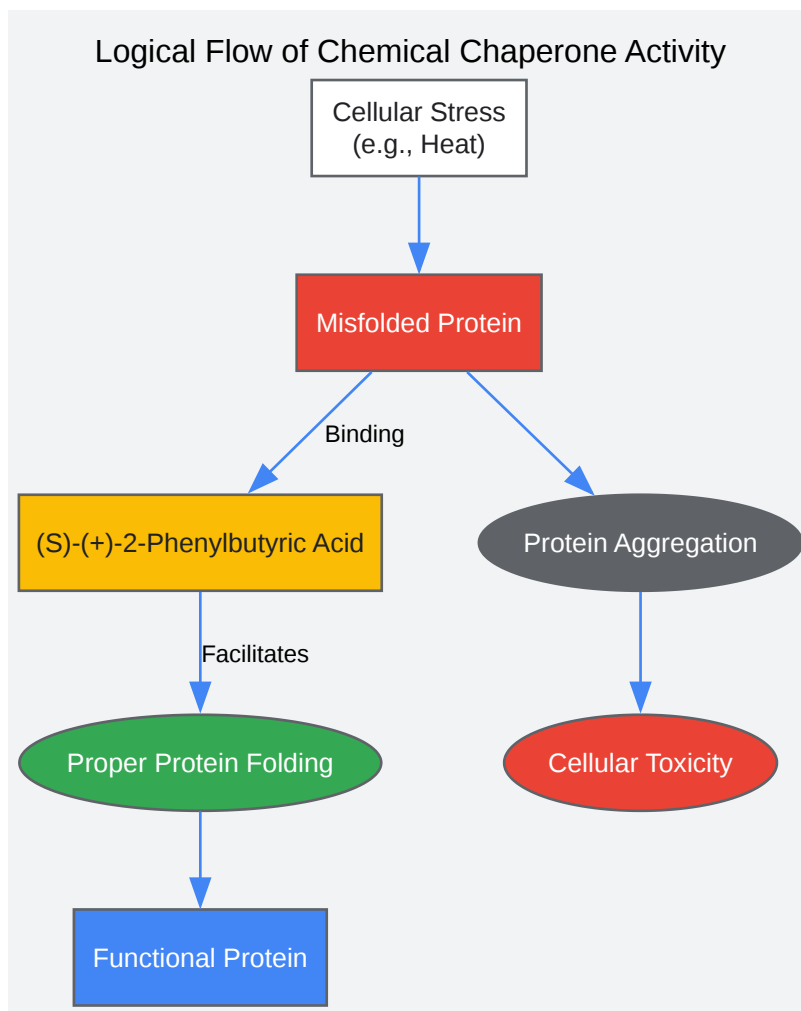 Logical Flow of Chemical Chaperone Activity
Cellular Stress
(e.g., Heat)
Misfolded Protein
Binding
(S)-(+)-2-Phenylbutyric Acid
Protein Aggregation
Facilitates
Proper Protein Folding
Cellular Toxicity
Functional Protein